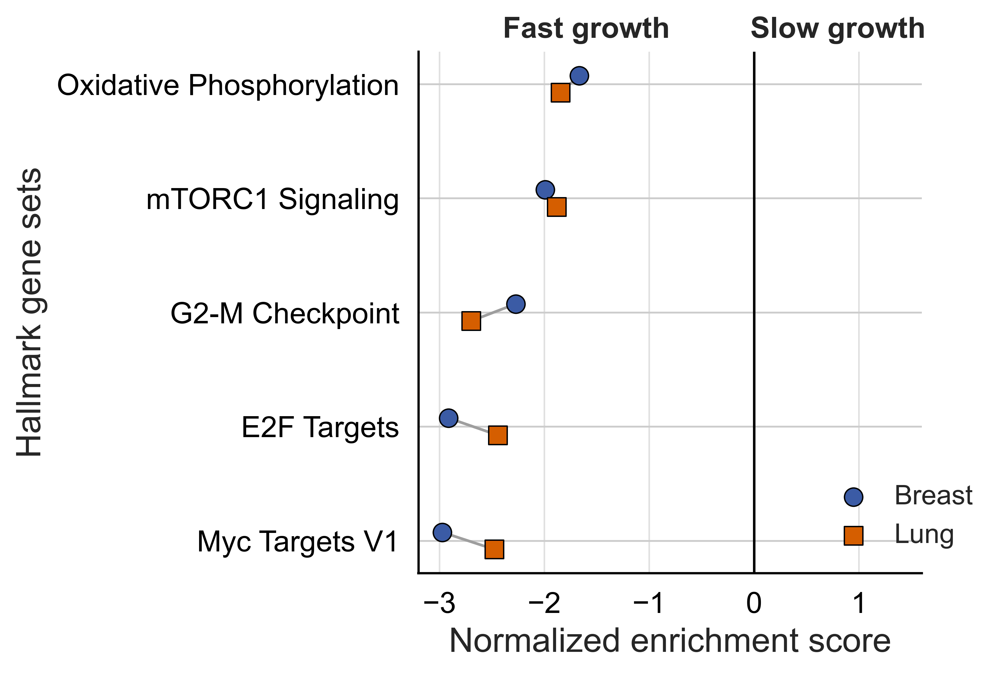 Fast growth
Slow growth
Oxidative Phosphorylation
mTORC1 Signaling
G2-M Checkpoint
E2F Targets
Myc Targets V1
Hallmark gene sets
Breast
Lung
−3 −2 −1 0 1
Normalized enrichment score